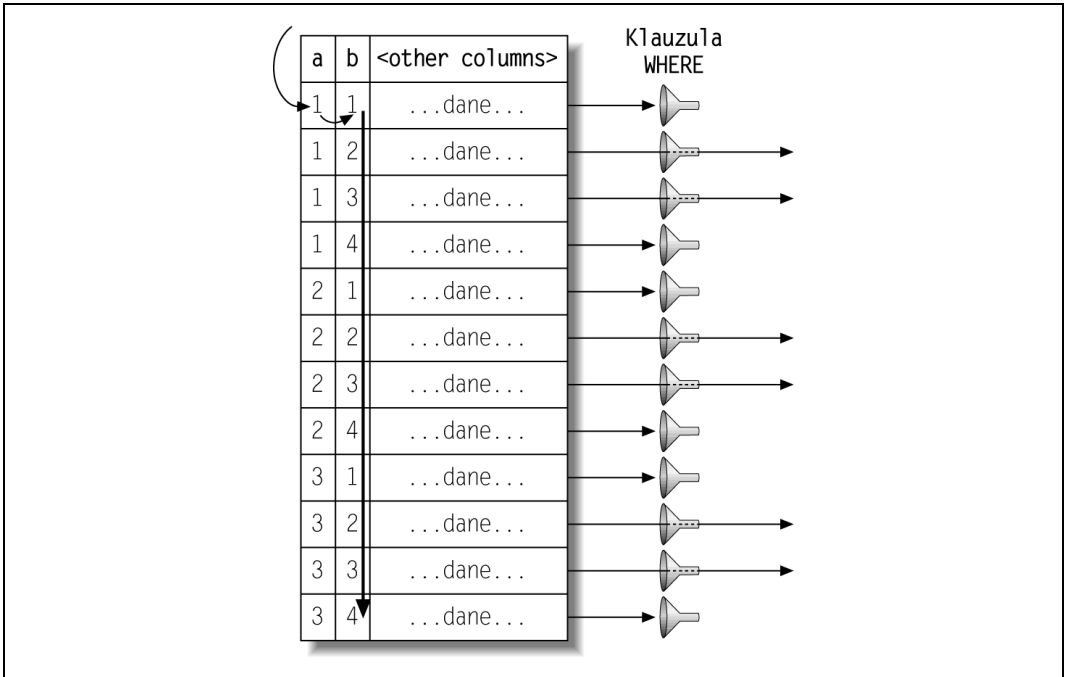 Klauzula
WHERE
a b <other columns>
1 1 ...dane...
1 2 ...dane...
1 3 ...dane...
1 4 ...dane...
2 1 ...dane...
2 2 ...dane...
2 3 ...dane...
2 4 ...dane...
3 1 ...dane...
3 2 ...dane...
3 3 ...dane...
3 4 ...dane...